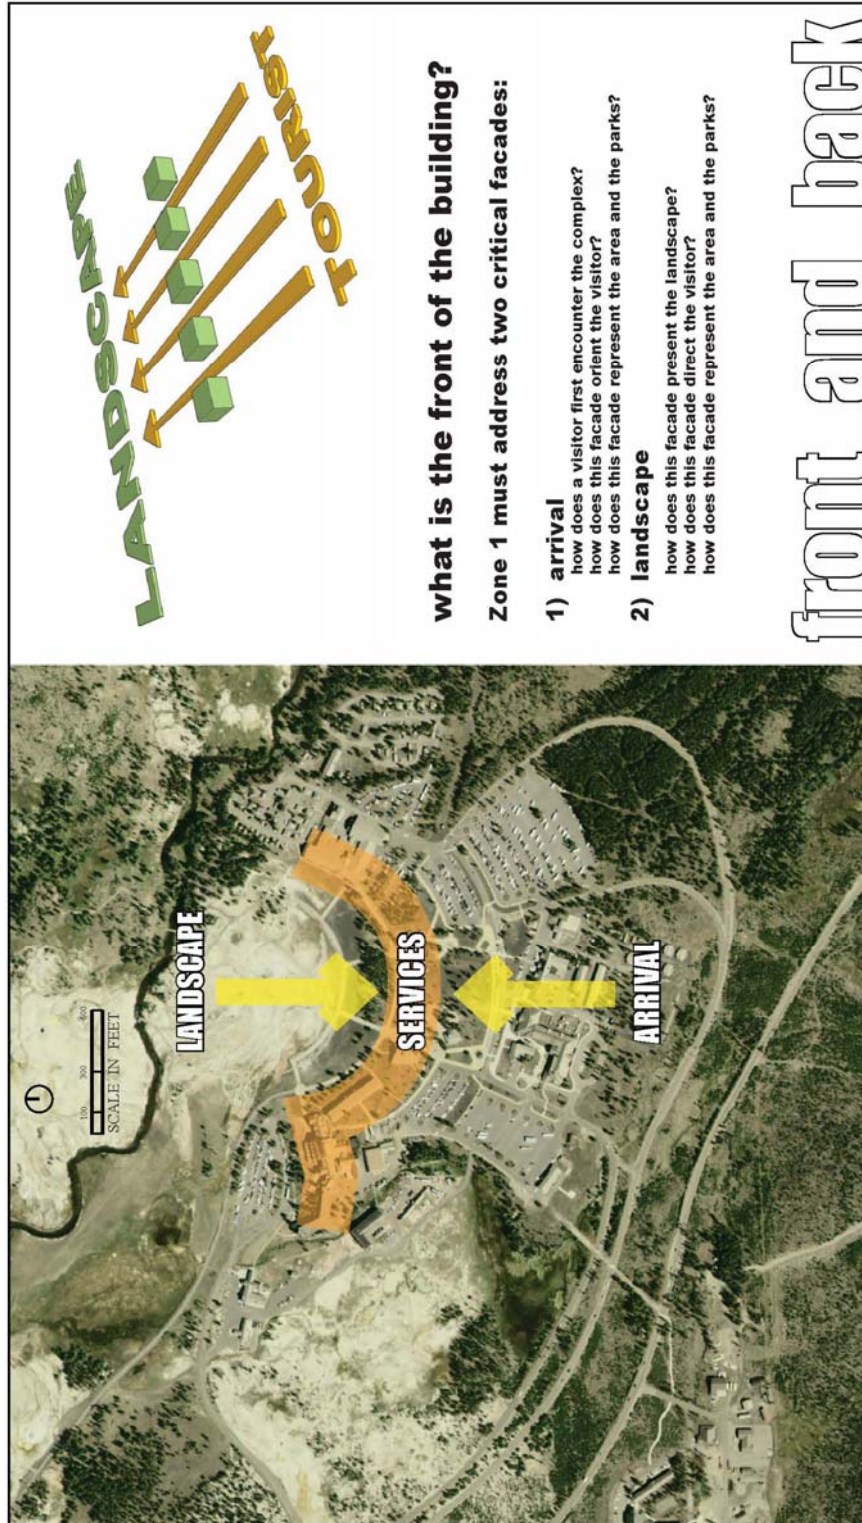 LANDSCAPE
TOURIST
what is the front of the building?
Zone 1 must address two critical facades:
1) arrival
how does a visitor first encounter the complex?
how does this facade orient the visitor?
how does this facade represent the area and the parks?
2) landscape
how does this facade present the landscape?
how does this facade direct the visitor?
how does this facade represent the area and the parks?
front and back
100 300 600
SCALE IN FEET
LANDSCAPE
SERVICES
ARRIVAL